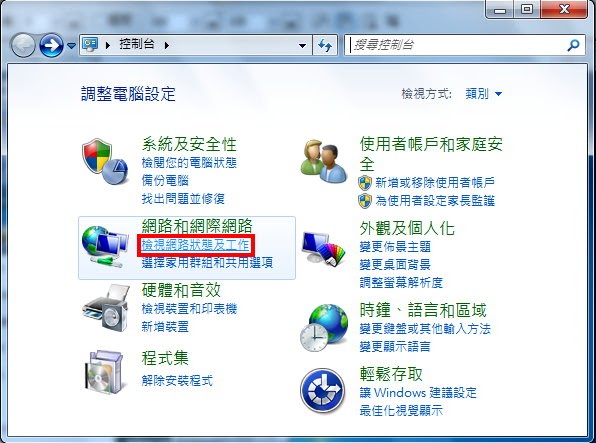 控制台
搜尋控制台
調整電腦設定
檢視方式: 類別
系統及安全性
檢閱您的電腦狀態
備份電腦
找出問題並修復
網路和網際網路
檢視網路狀態及工作
選擇家用群組和共用選項
硬體和音效
檢視裝置和印表機
新增裝置
程式集
解除安裝程式
使用者帳戶和家庭安
全
新增或移除使用者帳戶
為使用者設定家長監護
外觀及個人化
變更佈景主題
變更桌面背景
調整螢幕解析度
時鐘、語言和區域
變更鍵盤或其他輸入方法
變更顯示語言
輕鬆存取
讓 Windows 建議設定
最佳化視覺顯示